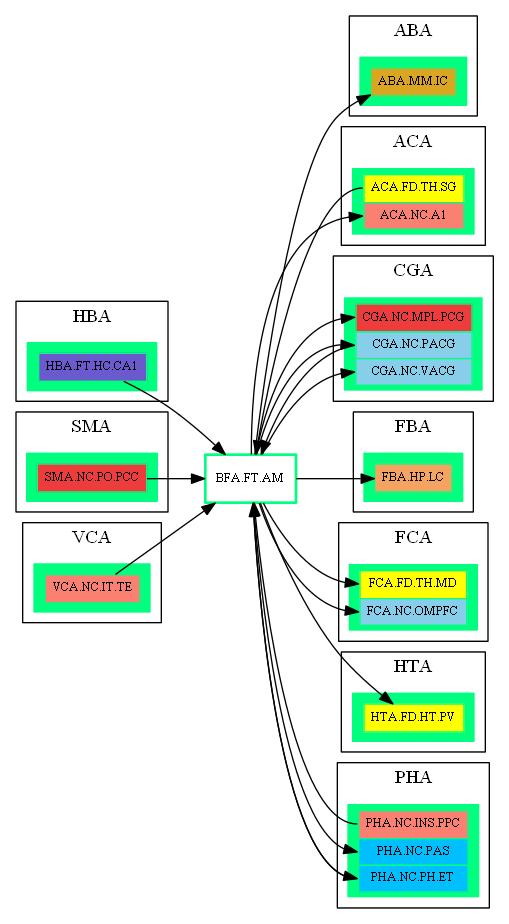 ABA
ABA.MM.IC
ACA
ACA.FD.TH.SG
ACA.NC.A1
CGA
CGA.NC.MPL.PCG
CGA.NC.PACG
CGA.NC.VACG
HBA
HBA.FT.HC.CA1
SMA
SMA.NC.PO.PCC
VCA
VCA.NC.IT.TE
BFA.FT.AM
FBA
FBA.HP.LC
FCA
FCA.FD.TH.MD
FCA.NC.OMPFC
HTA
HTA.FD.HT.PV
PHA
PHA.NC.INS.PPC
PHA.NC.PAS
PHA.NC.PH.ET